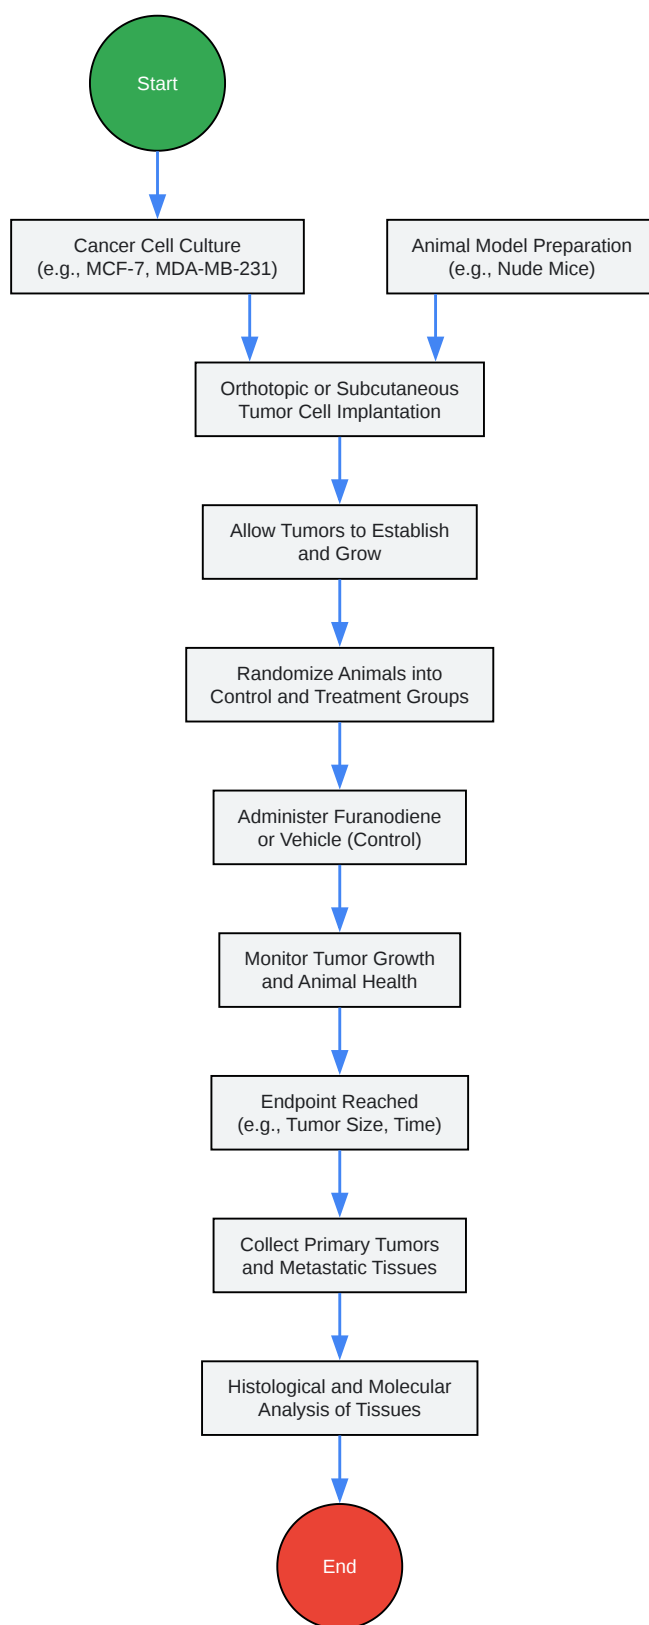 Start
Cancer Cell Culture
(e.g., MCF-7, MDA-MB-231)
Animal Model Preparation
(e.g., Nude Mice)
Orthotopic or Subcutaneous
Tumor Cell Implantation
Allow Tumors to Establish
and Grow
Randomize Animals into
Control and Treatment Groups
Administer Furanodiene
or Vehicle (Control)
Monitor Tumor Growth
and Animal Health
Endpoint Reached
(e.g., Tumor Size, Time)
Collect Primary Tumors
and Metastatic Tissues
Histological and Molecular
Analysis of Tissues
End